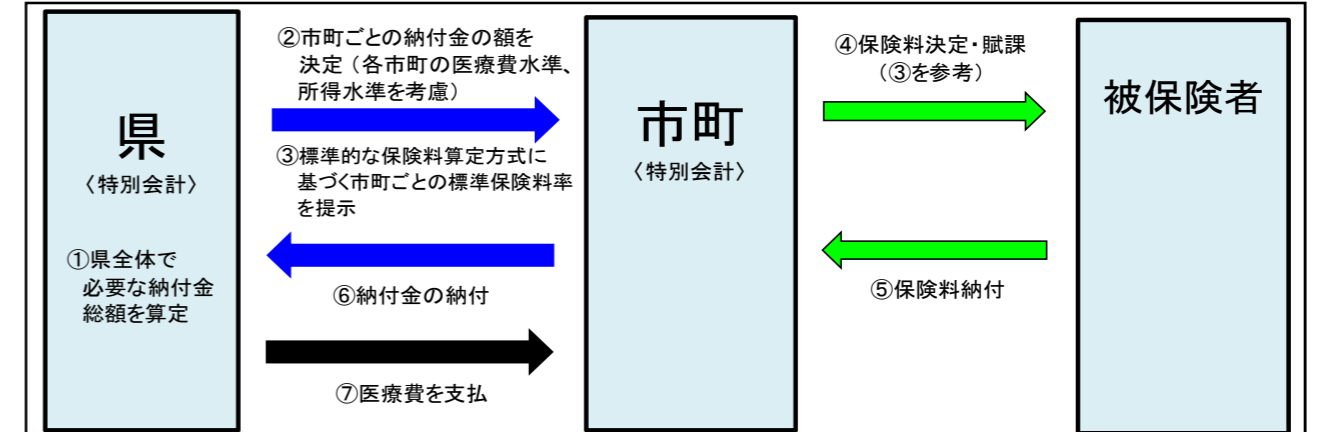 県
〈特別会計〉
①県全体で
必要な納付金
総額を算定
②市町ごとの納付金の額を
決定（各市町の医療費水準、
所得水準を考慮）
③標準的な保険料算定方式に
基づく市町ごとの標準保険料率
を提示
⑥納付金の納付
⑦医療費を支払
市町
〈特別会計〉
④保険料決定・賦課
（③を参考）
⑤保険料納付
被保険者